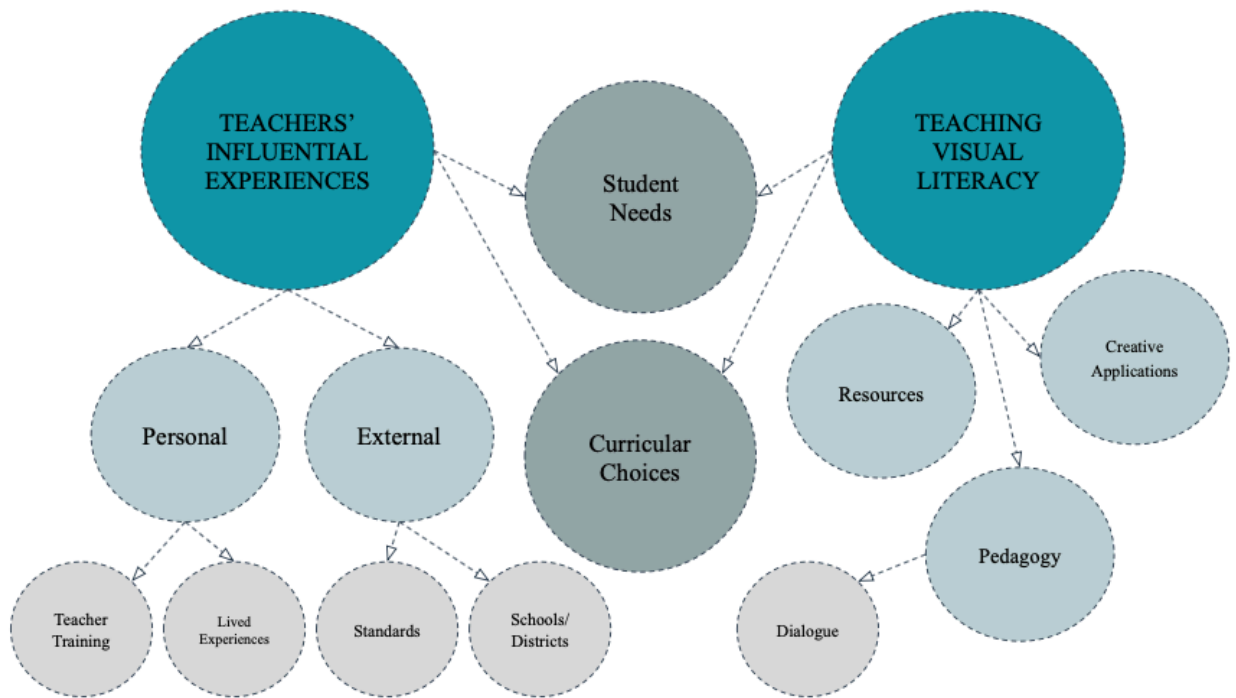 TEACHERS’
INFLUENTIAL
EXPERIENCES
TEACHING
VISUAL
LITERACY
Student
Needs
Creative
Applications
Resources
Personal
External
Curricular
Choices
Pedagogy
Teacher
Training
Lived
Experiences
Standards
Schools/
Districts
Dialogue